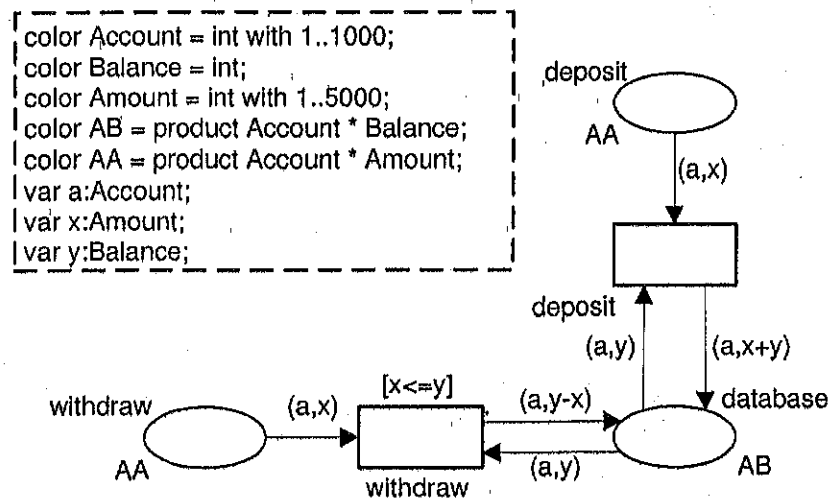 color Account = int with 1..1000;
color Balance = int;
color Amount = int with 1..5000;
color AB = product Account * Balance;
color AA = product Account * Amount;
var a:Account;
var x:Amount;
var y:Balance;
deposit
AA
(a,x)
deposit
(a,y)
(a,x+y)
[x<=y]
withdraw
(a,x)
(a,y-x)
database
AA
(a,y)
AB
withdraw